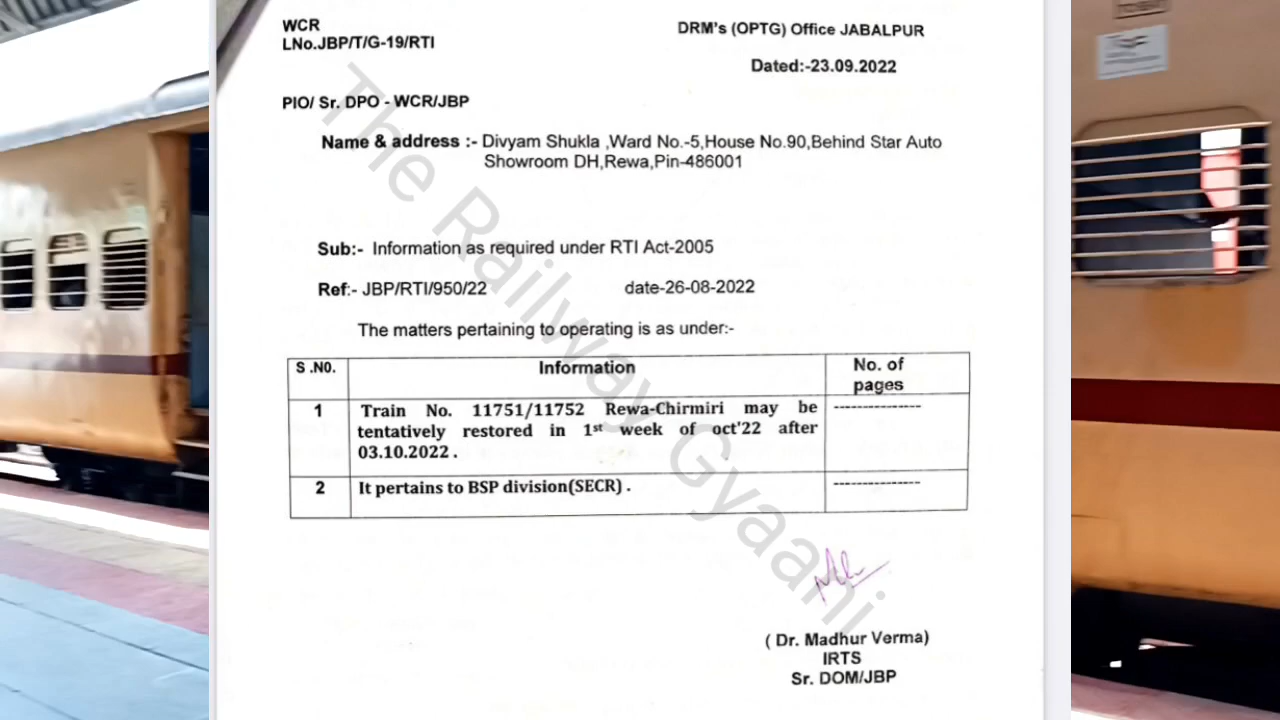 WCR
LNo.JBP/T/G-19/RTI
DRM's (OPTG) Office JABALPUR
Dated:-23.09.2022
PIO/ Sr. DPO - WCR/JBP
Name & address :- Divyam Shukla ,Ward No.-5,House No.90,Behind Star Auto
Showroom DH,Rewa,Pin-486001
Sub:- Information as required under RTI Act-2005
Ref:- JBP/RTI/950/22 date-26-08-2022
The matters pertaining to operating is as under:-
S .N0. Information No. of
pages
1 Train No. 11751/11752 Rewa-Chirmiri may be ---------------
tentatively restored in 1st week of oct'22 after
03.10.2022 .
2 It pertains to BSP division(SECR) . ---------------
( Dr. Madhur Verma)
IRTS
Sr. DOM/JBP
The Railway Gyaani